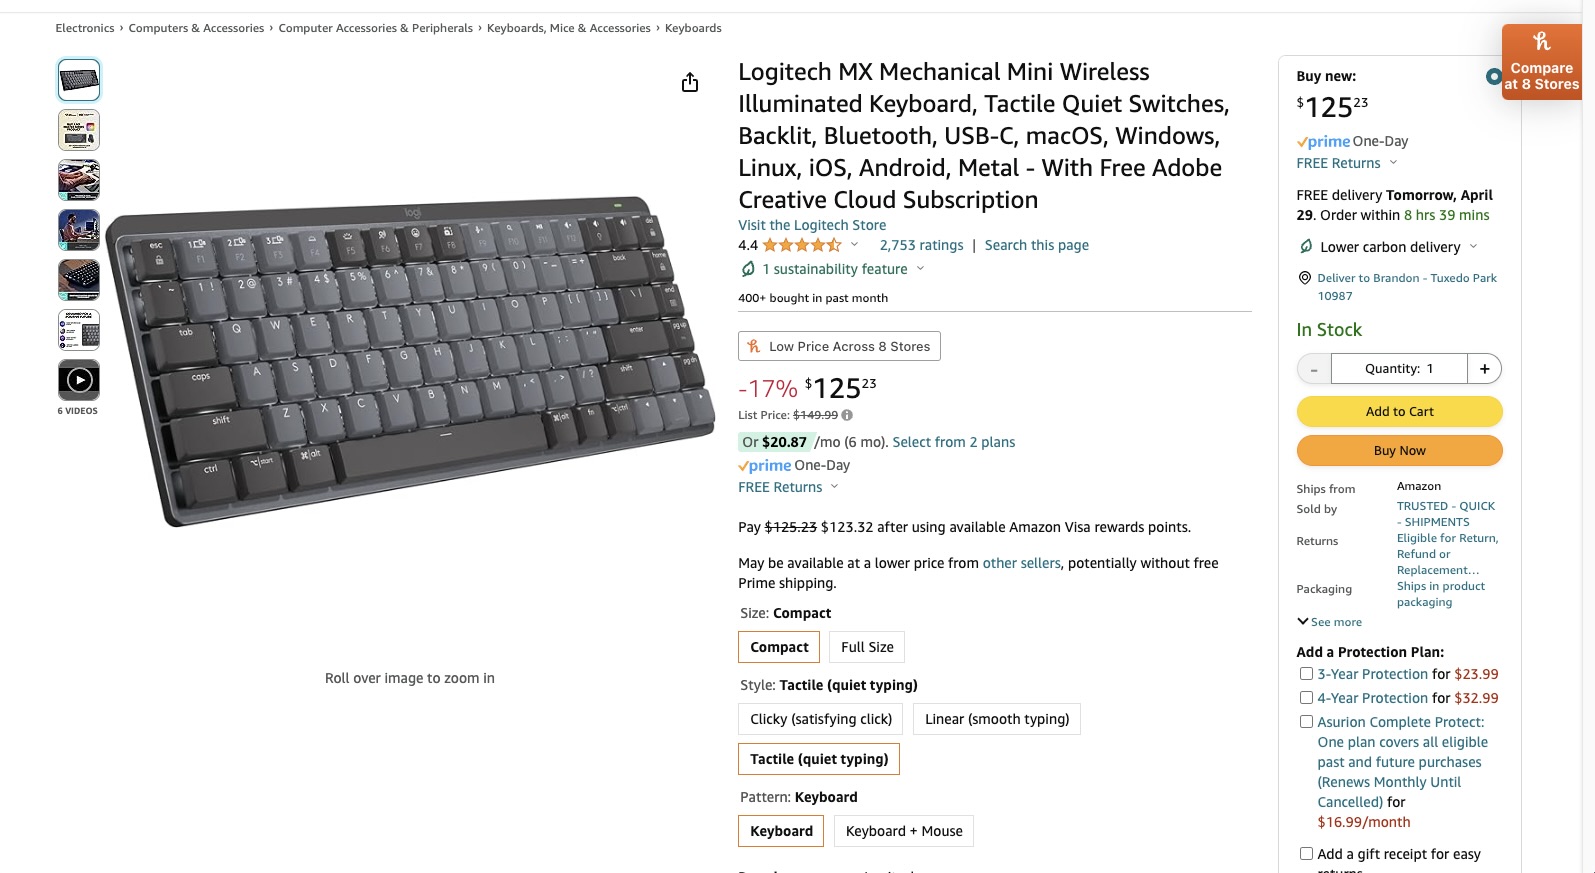 Electronics › Computers & Accessories › Computer Accessories & Peripherals › Keyboards, Mice & Accessories › Keyboards
6 VIDEOS
logi
Roll over image to zoom in
Logitech MX Mechanical Mini Wireless
Illuminated Keyboard, Tactile Quiet Switches,
Backlit, Bluetooth, USB-C, macOS, Windows,
Linux, iOS, Android, Metal - With Free Adobe
Creative Cloud Subscription
Visit the Logitech Store
4.4 2,753 ratings | Search this page
1 sustainability feature
400+ bought in past month
Low Price Across 8 Stores
-17% $125 23
List Price: $149.99
Or $20.87 /mo (6 mo). Select from 2 plans
prime One-Day
FREE Returns
Pay $125.23 $123.32 after using available Amazon Visa rewards points.
May be available at a lower price from other sellers, potentially without free
Prime shipping.
Size: Compact
Compact Full Size
Style: Tactile (quiet typing)
Clicky (satisfying click) Linear (smooth typing)
Tactile (quiet typing)
Pattern: Keyboard
Keyboard Keyboard + Mouse
Compare
at 8 Stores
Buy new:
$125 23
prime One-Day
FREE Returns
FREE delivery Tomorrow, April
29. Order within 8 hrs 39 mins
Lower carbon delivery
Deliver to Brandon - Tuxedo Park
10987
In Stock
- Quantity: 1 +
Add to Cart
Buy Now
Ships from Amazon
Sold by TRUSTED - QUICK
- SHIPMENTS
Returns Eligible for Return,
Refund or
Replacement…
Packaging Ships in product
packaging
See more
Add a Protection Plan:
3-Year Protection for $23.99
4-Year Protection for $32.99
Asurion Complete Protect:
One plan covers all eligible
past and future purchases
(Renews Monthly Until
Cancelled) for
$16.99/month
Add a gift receipt for easy
returns